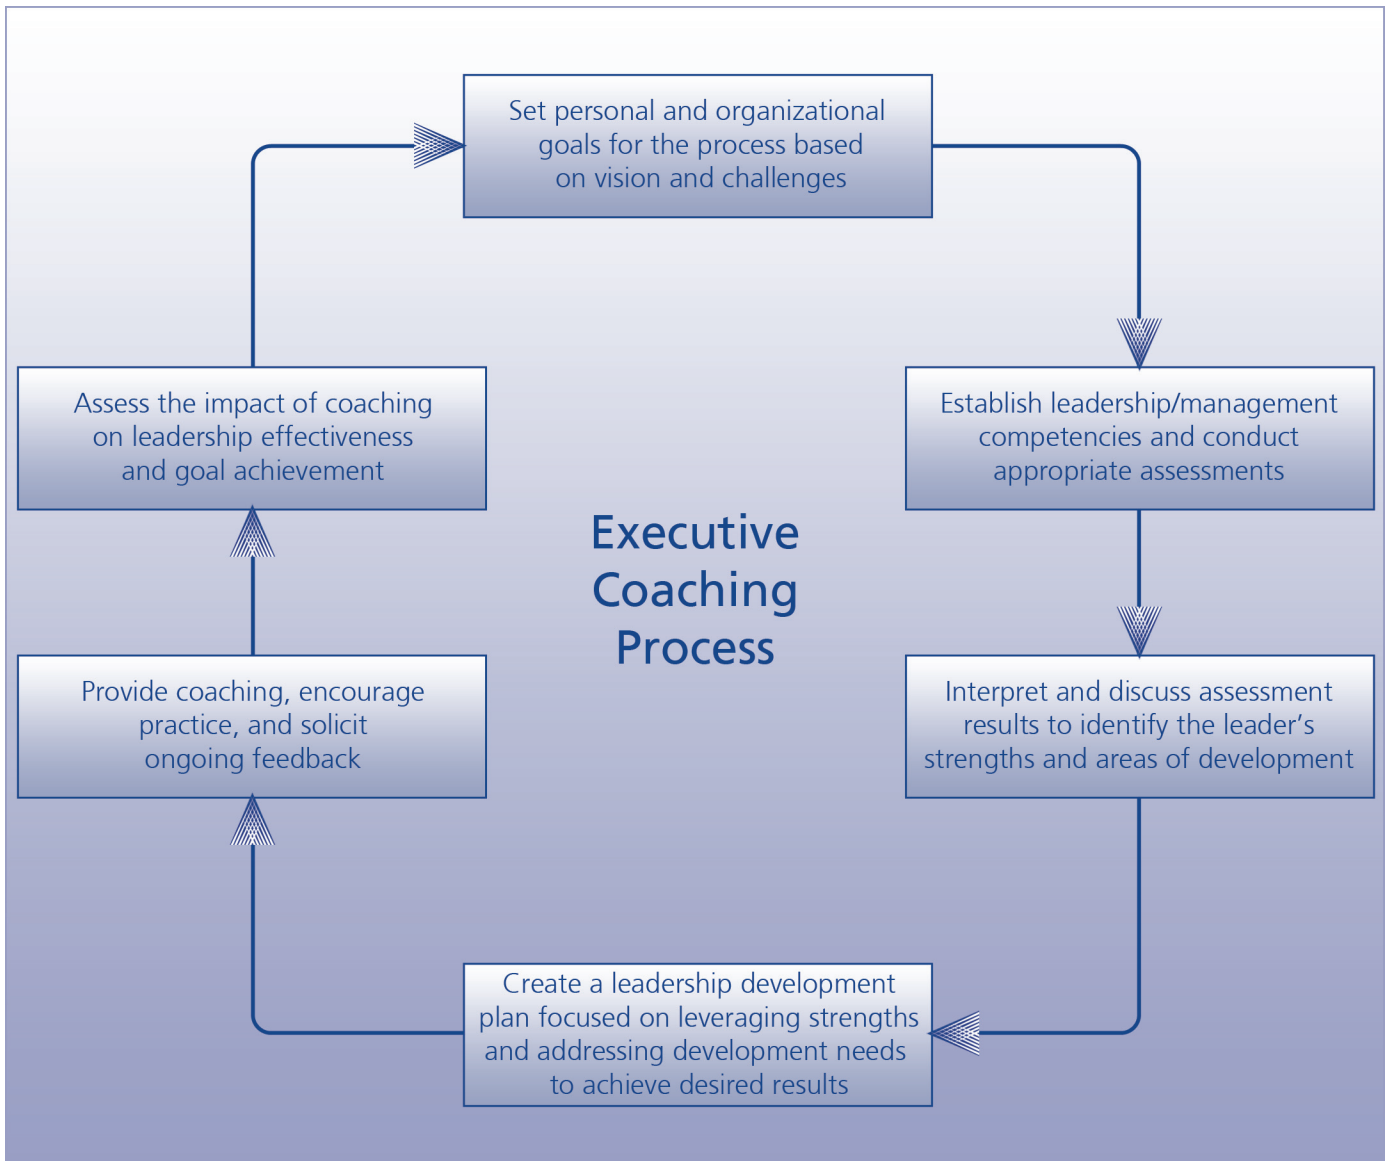 Set personal and organizational
goals for the process based
on vision and challenges
Establish leadership/management
competencies and conduct
appropriate assessments
Interpret and discuss assessment
results to identify the leader’s
strengths and areas of development
Create a leadership development
plan focused on leveraging strengths
and addressing development needs
to achieve desired results
Provide coaching, encourage
practice, and solicit
ongoing feedback
Assess the impact of coaching
on leadership effectiveness
and goal achievement
Executive
Coaching
Process